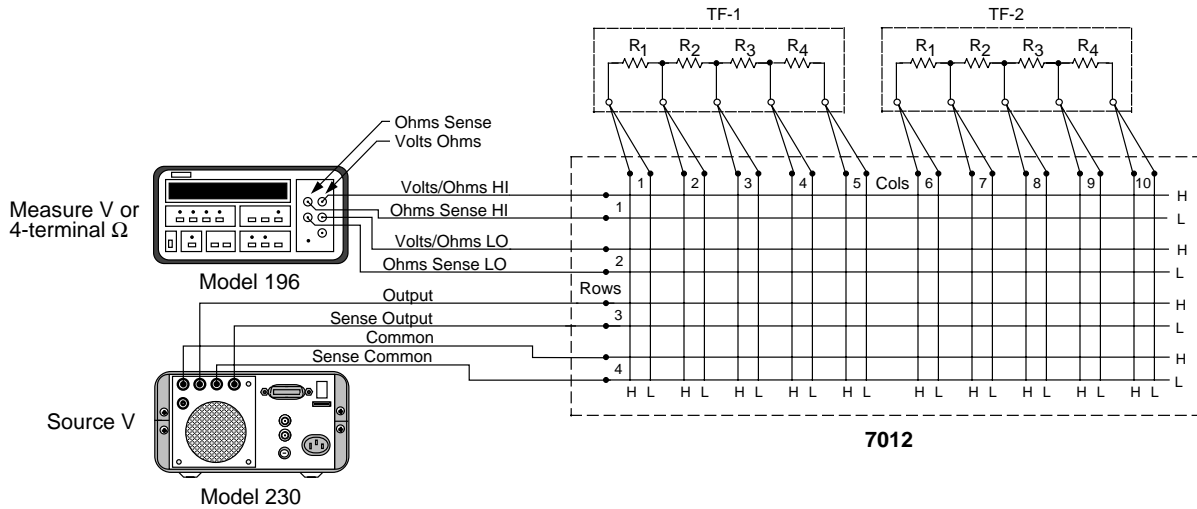 TF-1 TF-2
R1 R2 R3 R4 R1 R2 R3 R4
Ohms Sense
Volts Ohms
Measure V or
4-terminal Ω
Model 196
Volts/Ohms HI
Ohms Sense HI
Volts/Ohms LO
Ohms Sense LO
Output
Sense Output
Common
Sense Common
Source V
Model 230
1 2 3 4 5 Cols 6 7 8 9 10
Rows
1
2
3
4
H
L
H
L
H
L
H
L
H L H L H L H L H L H L H L H L H L H L
7012